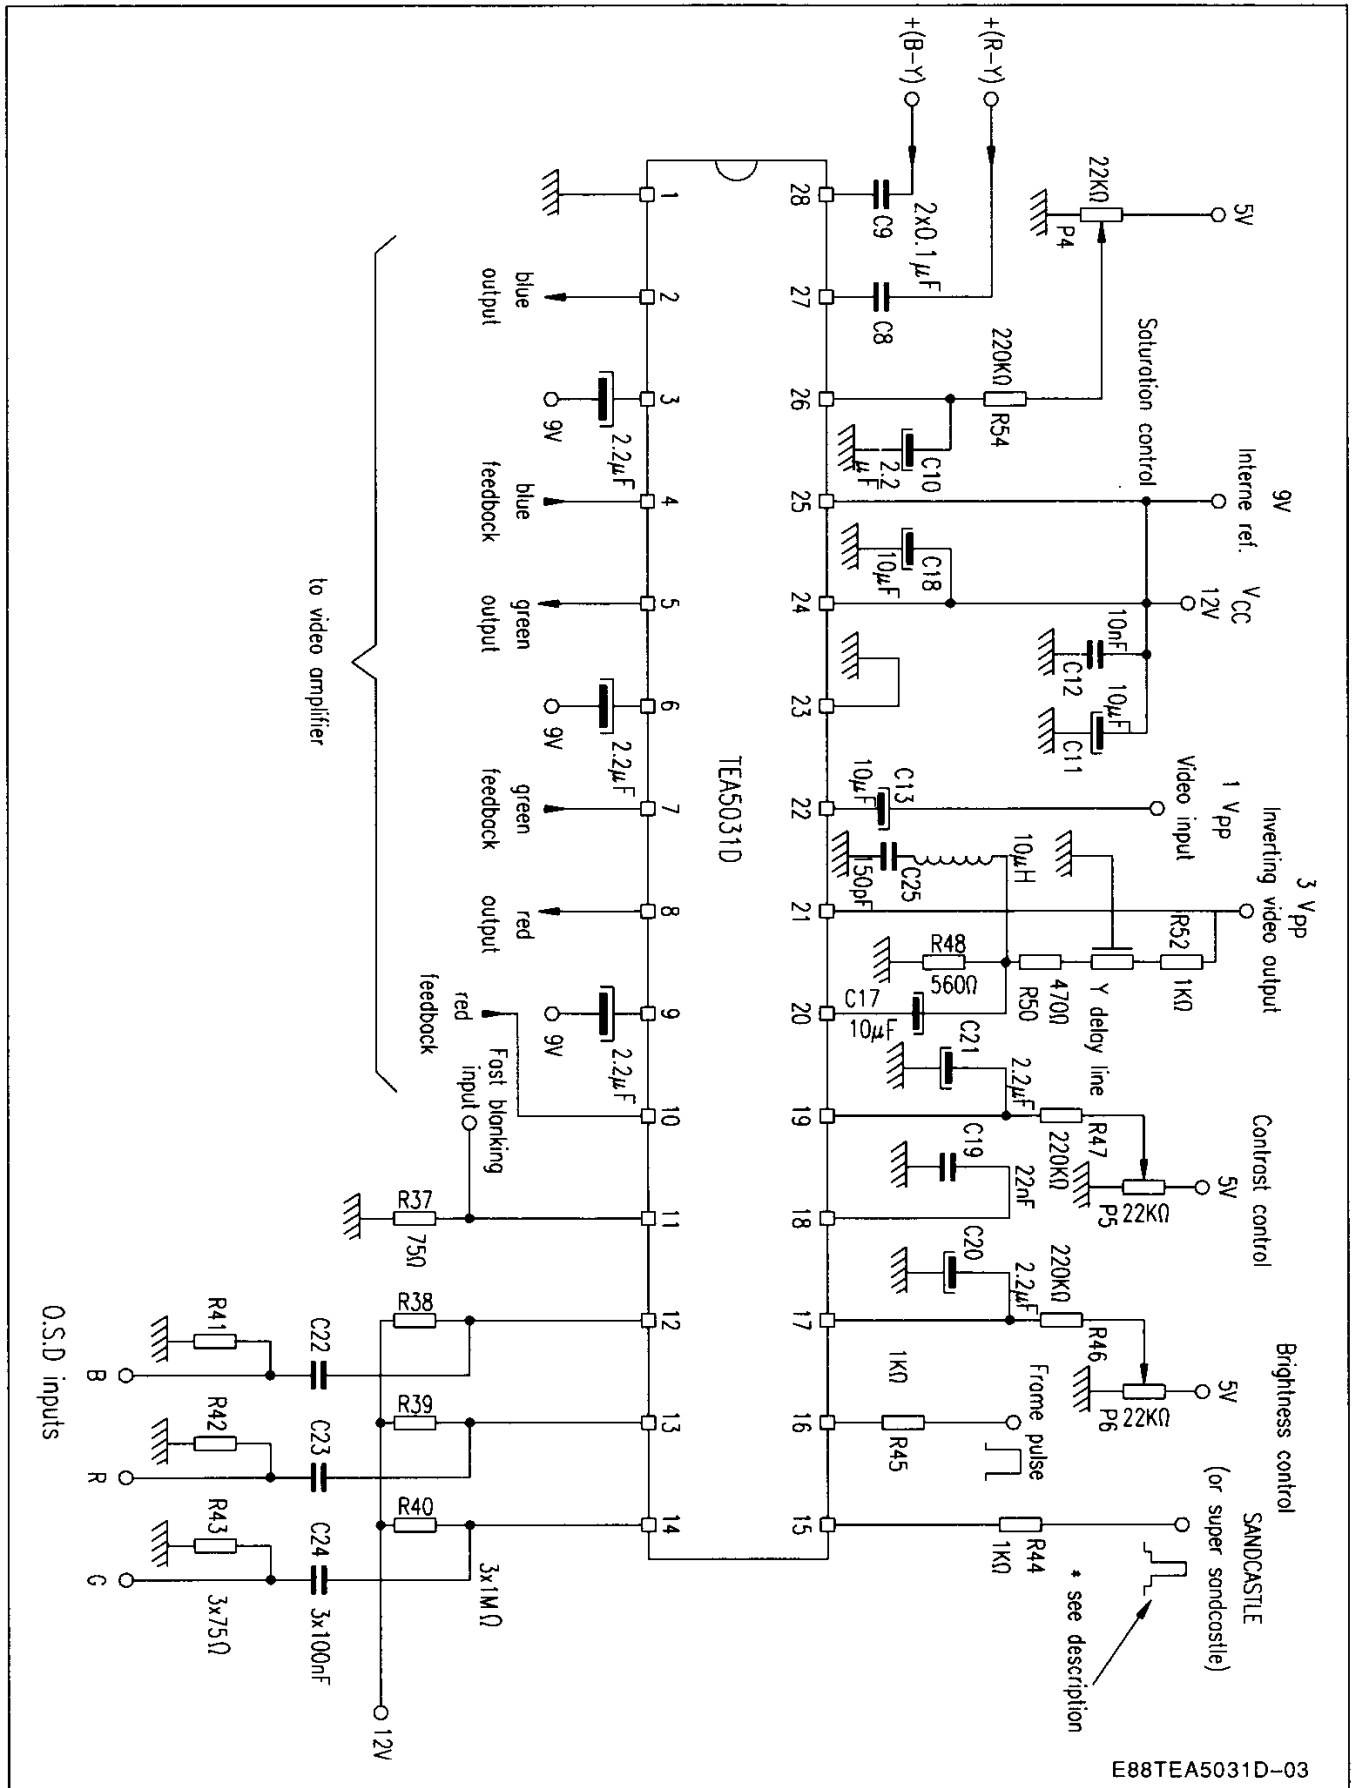 +(B-Y)
+(R-Y)
22KΩ
5V
P4
2x0.1µF
C9
C8
220KΩ
R54
Saturation control
9V
Interne ref.
C10
2.2
µF
C18
10µF
VCC
12V
10nF
C12
10µF
C11
1 Vpp
Video input
C13
10µF
10µH
C25
150pF
3 Vpp
Inverting video output
R52
1KΩ
Y delay line
470Ω
R50
R48
560Ω
C17
10µF
C21
2.2µF
R47
220KΩ
Contrast control
5V
P5
22KΩ
C19
22nF
C20
2.2µF
220KΩ
R46
Brightness control
5V
P6
22KΩ
1KΩ
R45
Frame pulse
SANDCASTLE
(or super sandcastle)
R44
1KΩ
* see description
28
27
26
25
24
23
22
21
20
19
18
17
16
15
TEA5031D
1
2
3
4
5
6
7
8
9
10
11
12
13
14
blue
output
2.2µF
9V
blue
feedback
green
output
2.2µF
9V
green
feedback
red
output
2.2µF
9V
red
feedback
Fast blanking
input
to video amplifier
R37
75Ω
R38
R39
R40
3x1MΩ
12V
R41
C22
B
R42
C23
R
R43
C24
G
3x75Ω
3x100nF
O.S.D inputs
E88TEA5031D-03